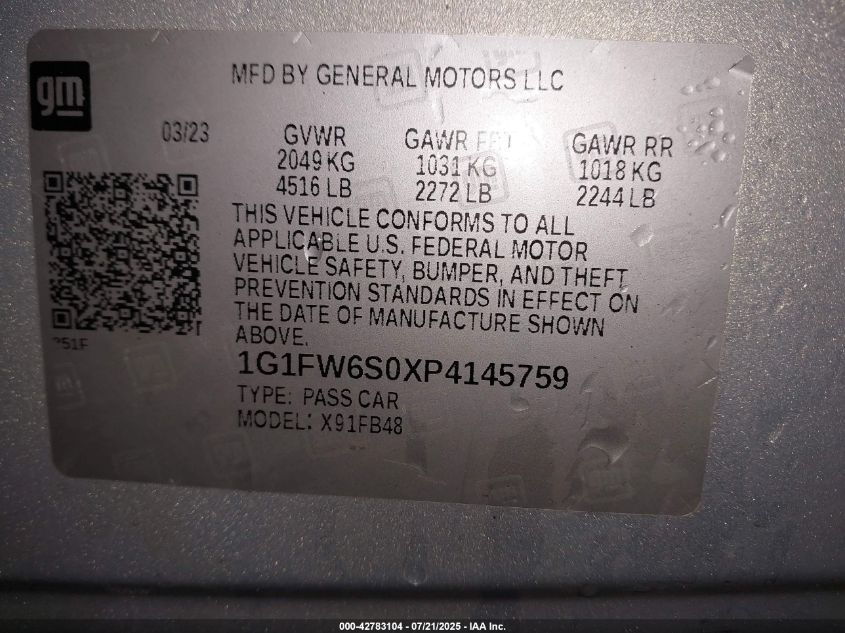 gm
MFD BY GENERAL MOTORS LLC
03/23 GVWR GAWR GAWR RR
2049 KG 1031 KG 1018 KG
4516 LB 2272 LB 2244 LB
THIS VEHICLE CONFORMS TO ALL
APPLICABLE U.S. FEDERAL MOTOR
VEHICLE SAFETY, BUMPER, AND THEFT
PREVENTION STANDARDS IN EFFECT ON
THE DATE OF MANUFACTURE SHOWN
ABOVE.
1G1FW6S0XP4145759
TYPE: PASS CAR
MODEL: X91FB48
000-42783104 - 07/21/2025 - IAA Inc.